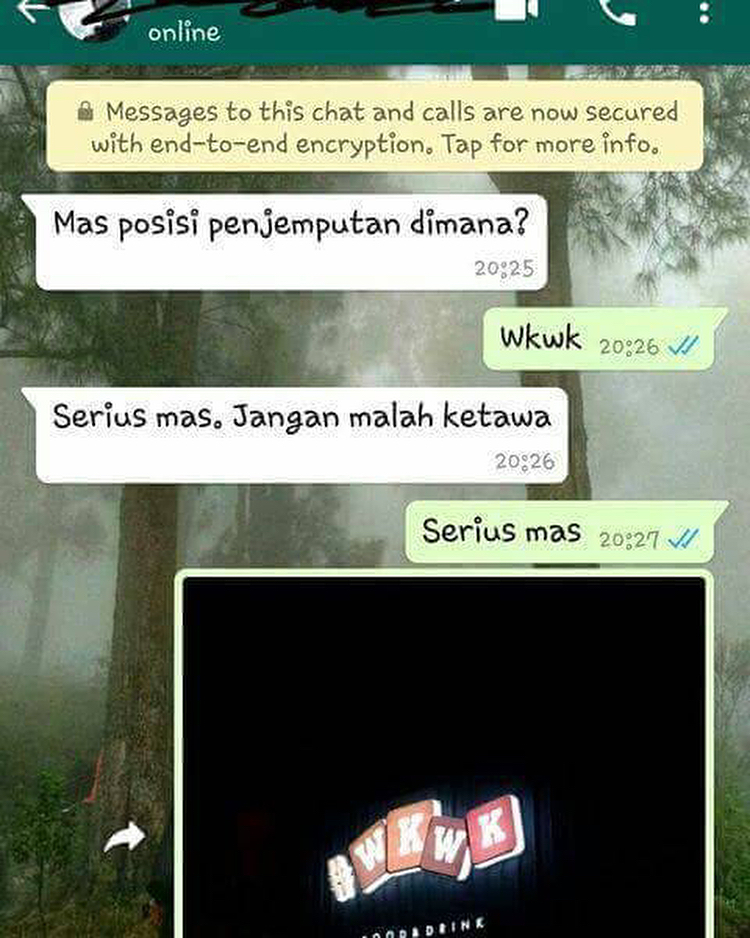 online
Messages to this chat and calls are now secured
with end-to-end encryption. Tap for more info.
Mas posisi penjemputan dimana?
20:25
Wkwk 20:26
Serius mas. Jangan malah ketawa
20:26
Serius mas 20:27
#WKWK